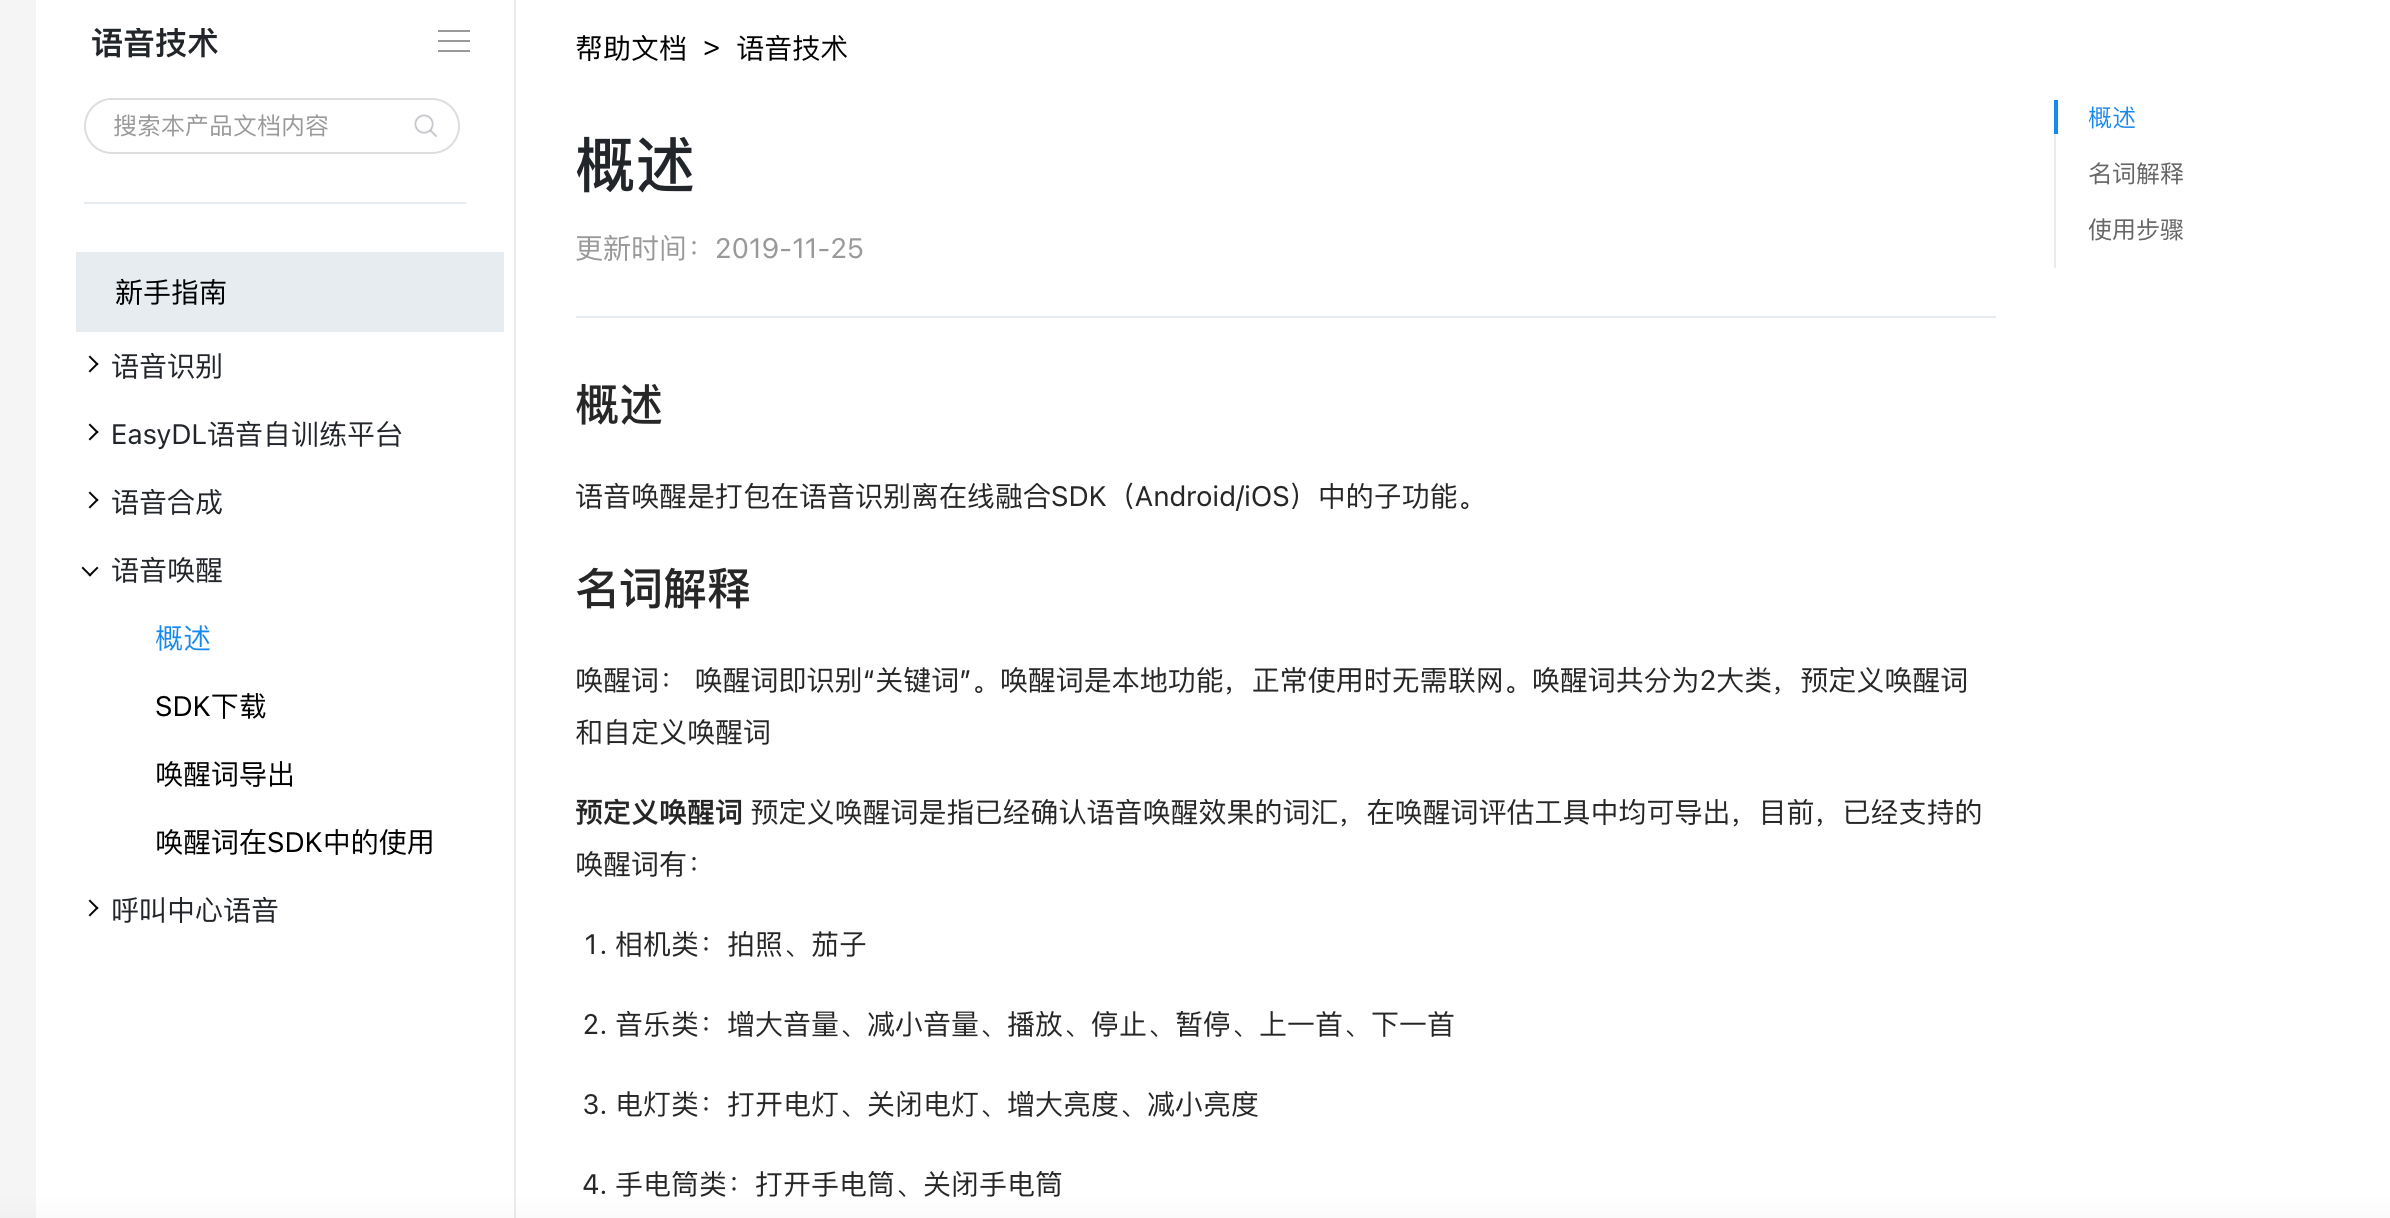 语音技术
搜索本产品文档内容
新手指南
语音识别
EasyDL语音自训练平台
语音合成
语音唤醒
概述
SDK下载
唤醒词导出
唤醒词在SDK中的使用
呼叫中心语音
帮助文档 > 语音技术
概述
更新时间：2019-11-25
概述
语音唤醒是打包在语音识别离在线融合SDK（Android/iOS）中的子功能。
名词解释
唤醒词： 唤醒词即识别“关键词”。唤醒词是本地功能，正常使用时无需联网。唤醒词共分为2大类，预定义唤醒词
和自定义唤醒词
预定义唤醒词 预定义唤醒词是指已经确认语音唤醒效果的词汇，在唤醒词评估工具中均可导出，目前，已经支持的
唤醒词有：
1. 相机类：拍照、茄子
2. 音乐类：增大音量、减小音量、播放、停止、暂停、上一首、下一首
3. 电灯类：打开电灯、关闭电灯、增大亮度、减小亮度
4. 手电筒类：打开手电筒、关闭手电筒
概述
名词解释
使用步骤